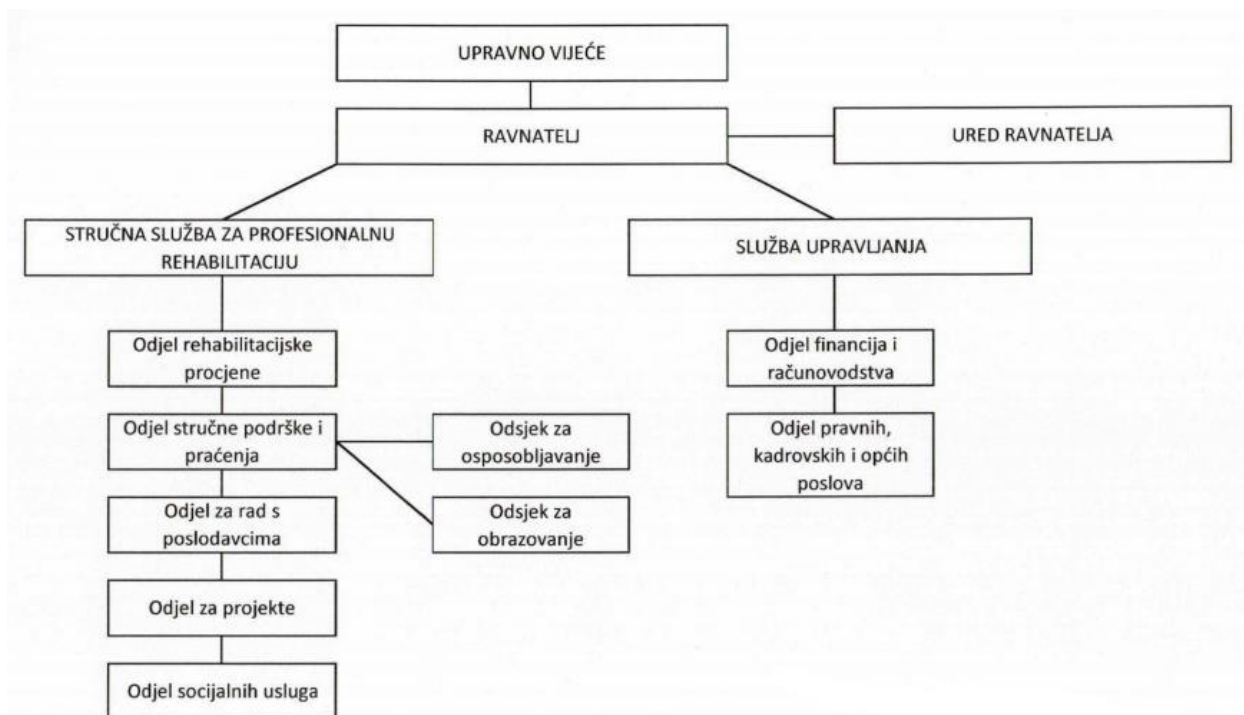 UPRAVNO VIJEĆE
RAVNATELJ
URED RAVNATELJA
STRUČNA SLUŽBA ZA PROFESIONALNU
REHABILITACIJU
SLUŽBA UPRAVLJANJA
Odjel rehabilitacijske
procjene
Odjel financija i
računovodstva
Odjel stručne podrške i
praćenja
Odsjek za
osposobljavanje
Odjel pravnih,
kadrovskih i općih
poslova
Odjel za rad s
poslodavcima
Odsjek za
obrazovanje
Odjel za projekte
Odjel socijalnih usluga